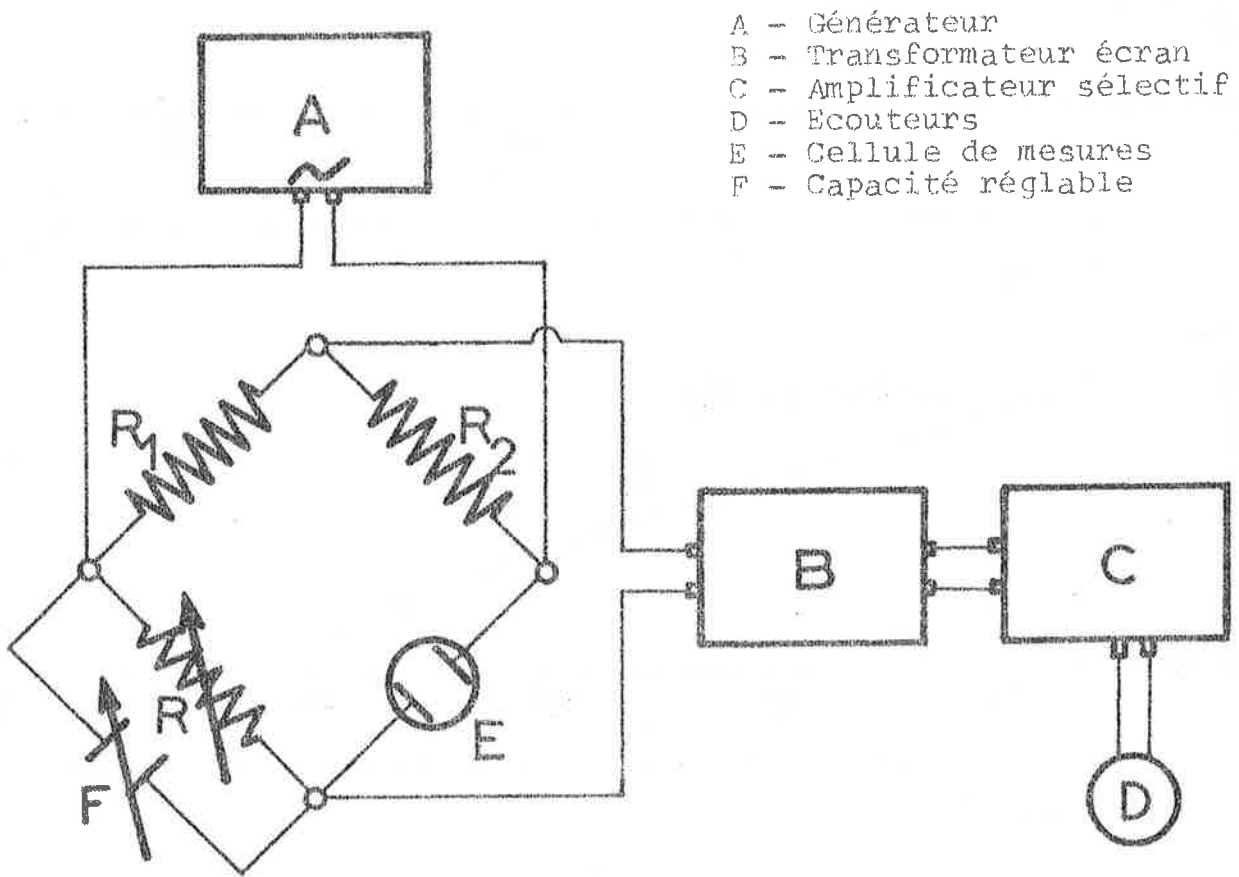 A - Générateur
B - Transformateur écran
C - Amplificateur sélectif
D - Ecouteurs
E - Cellule de mesures
F - Capacité réglable
A
R1
R2
B
C
R
E
F
D